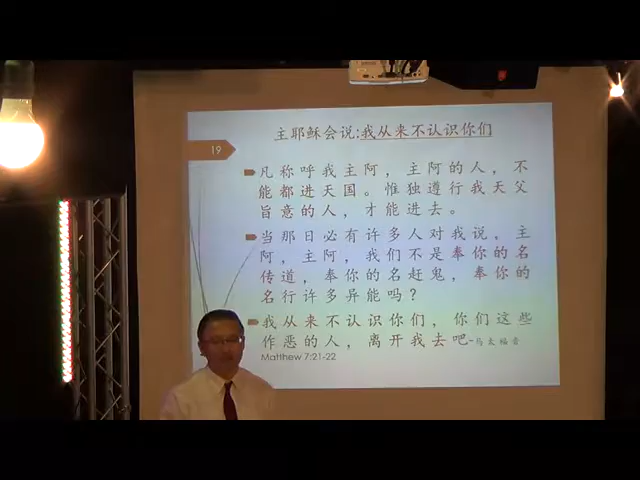 主耶稣会说:我从来不认识你们
19
凡称呼我主阿，主阿的人，不
能都进天国。惟独遵行我天父
旨意的人，才能进去。
当那日必有许多人对我说，主
阿，主阿，我们不是奉你的名
传道，奉你的名赶鬼，奉你的
名行许多异能吗？
我从来不认识你们，你们这些
作恶的人，离开我去吧-马太福音
Matthew 7:21-22